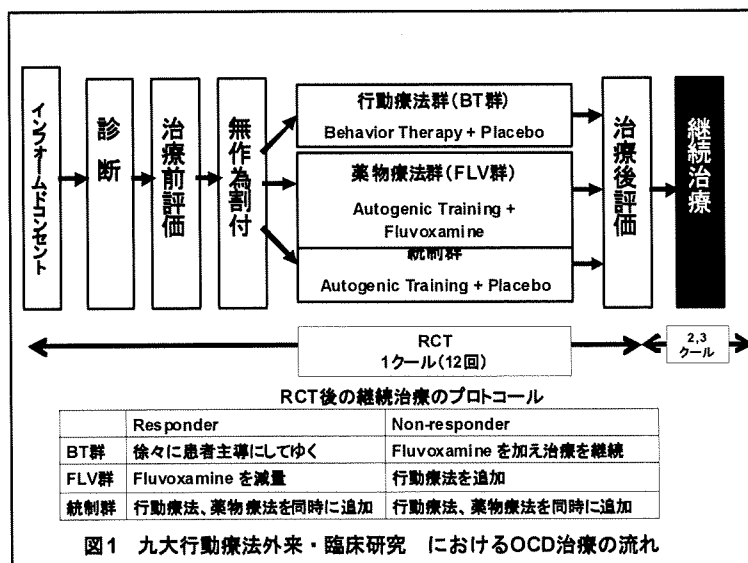 インフォームドコンセント
診断
治療前評価
無作為割付
行動療法群(BT群)
Behavior Therapy + Placebo
薬物療法群(FLV群)
Autogenic Training +
Fluvoxamine
統制群
Autogenic Training + Placebo
治療後評価
継続治療
RCT
1クール(12回)
2,3
クール
RCT後の継続治療のプロトコール
Responder Non-responder
BT群 徐々に患者主導にしてゆく Fluvoxamine を加え治療を継続
FLV群 Fluvoxamine を減量 行動療法を追加
統制群 行動療法、薬物療法を同時に追加 行動療法、薬物療法を同時に追加
図1 九大行動療法外来・臨床研究 におけるOCD治療の流れ